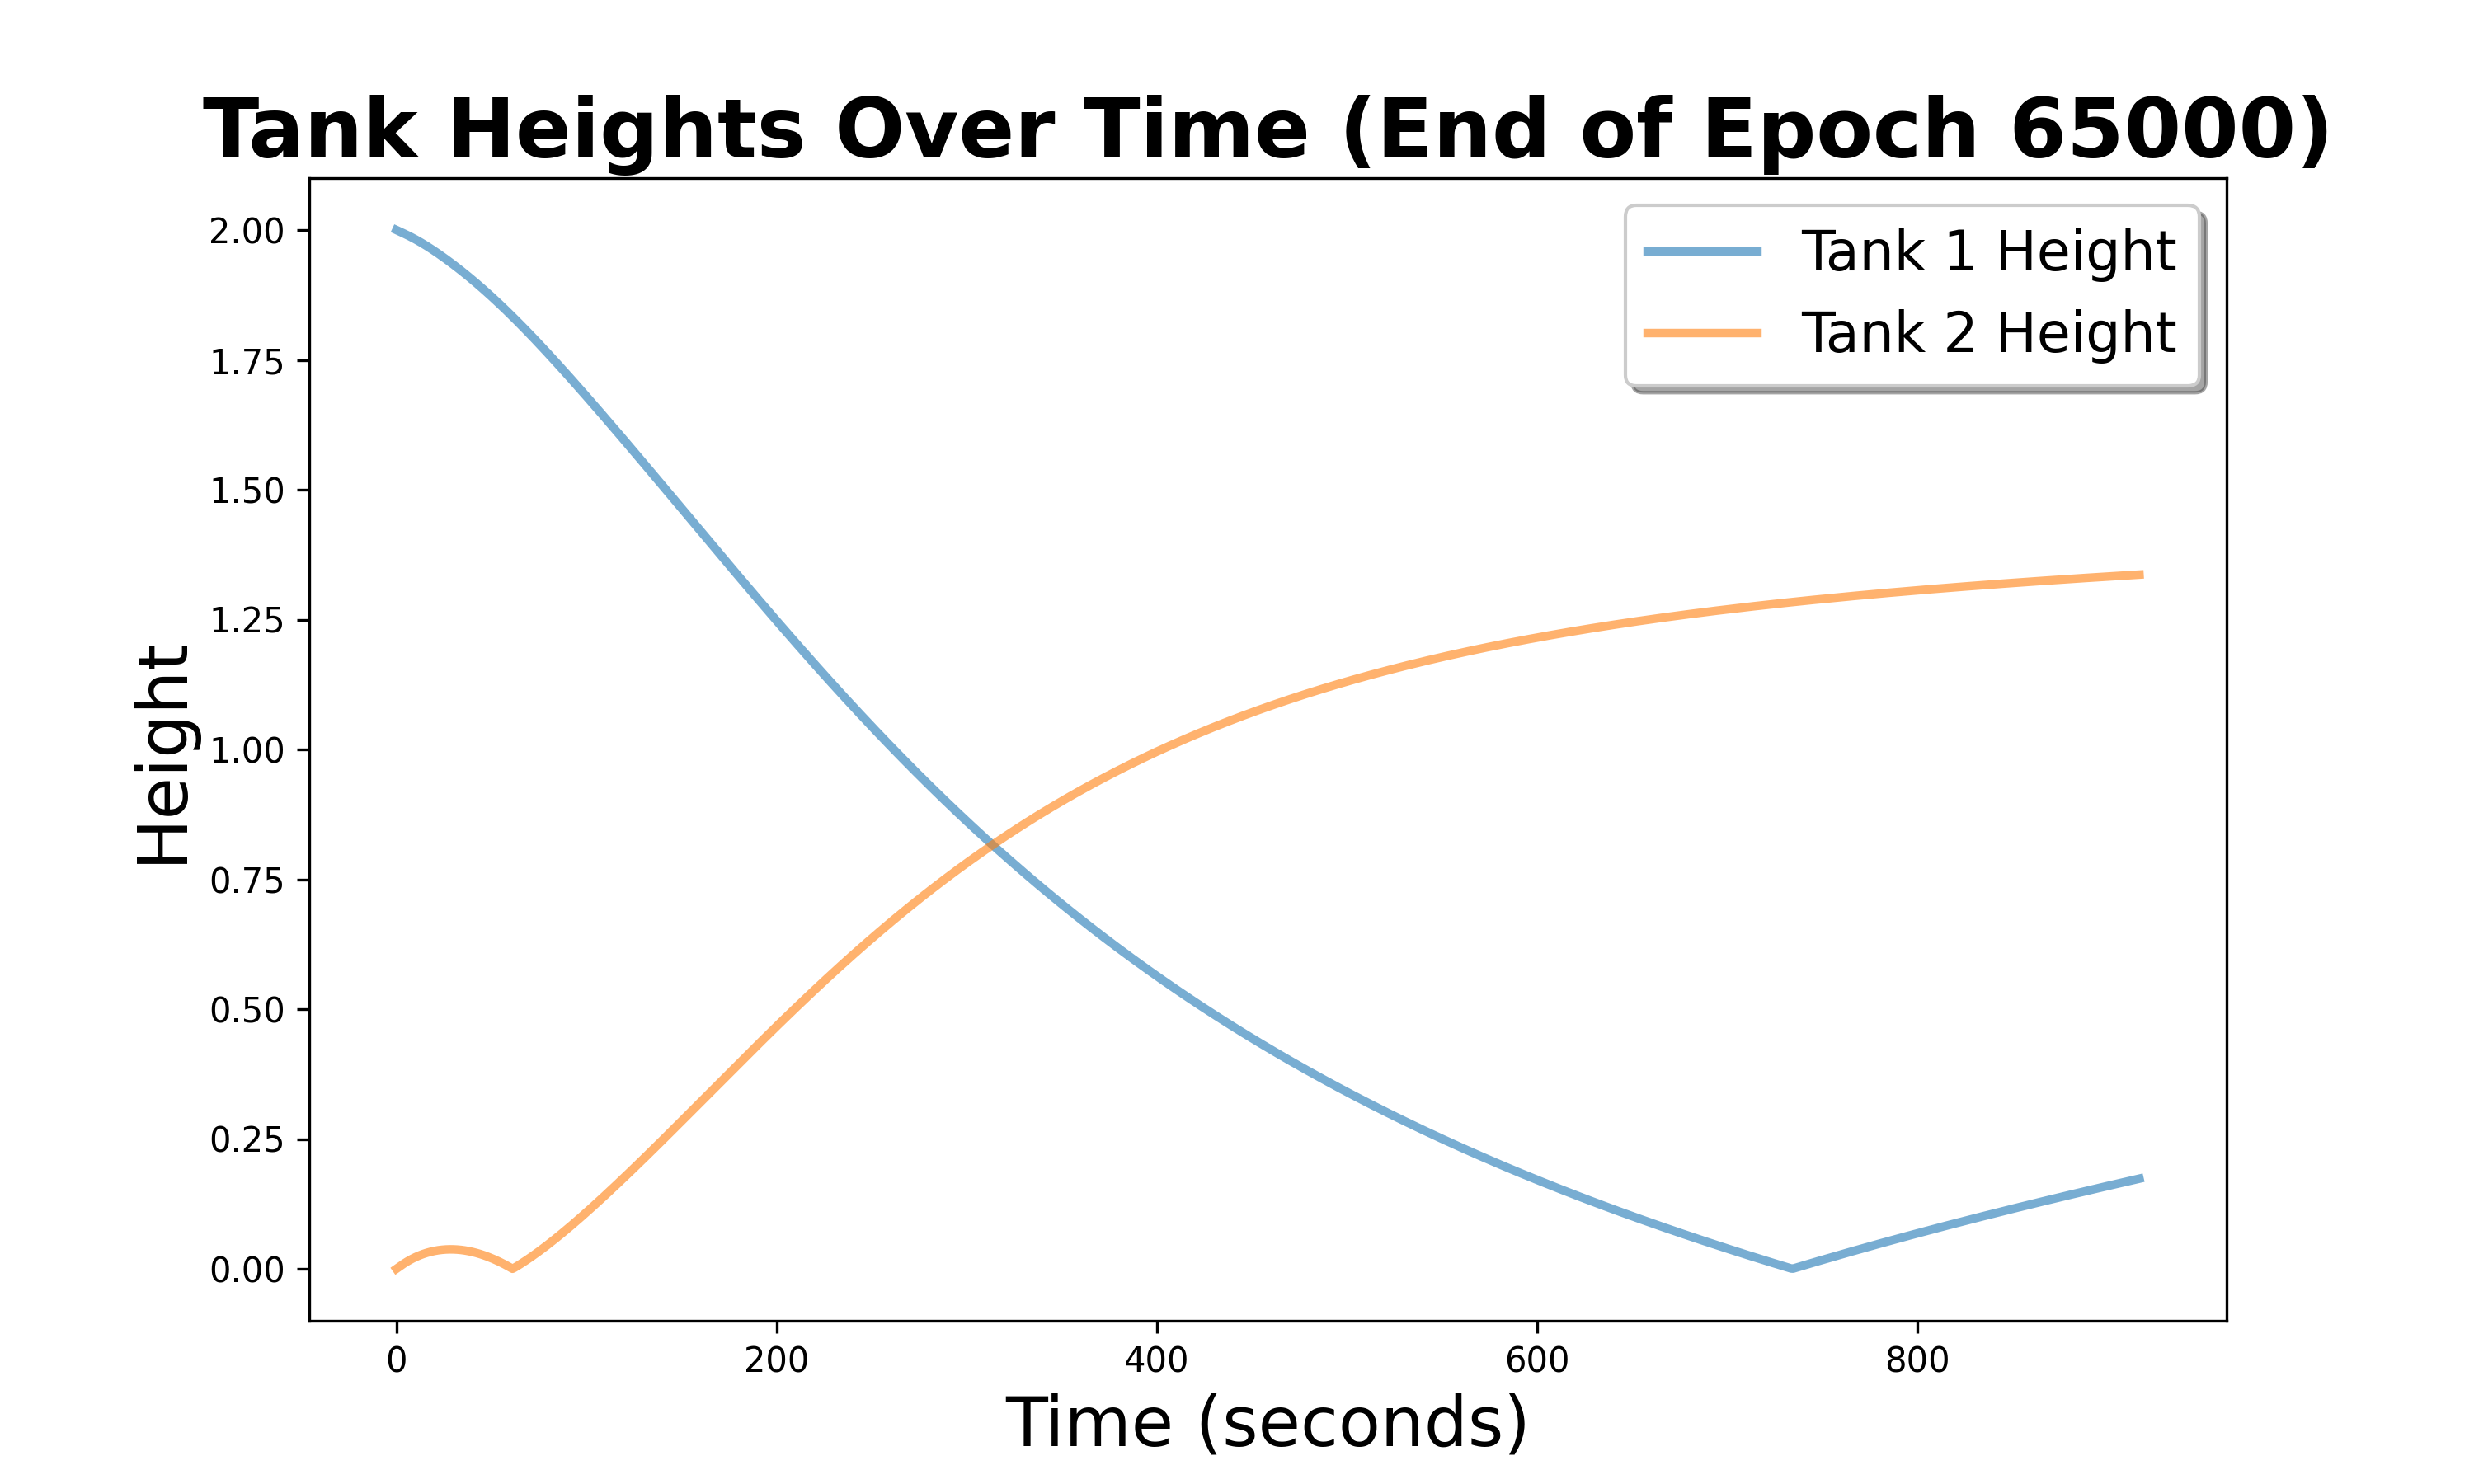 Tank Heights Over Time (End of Epoch 65000)
Tank 1 Height
Tank 2 Height
Height
2.00
1.75
1.50
1.25
1.00
0.75
0.50
0.25
0.00
0 200 400 600 800
Time (seconds)